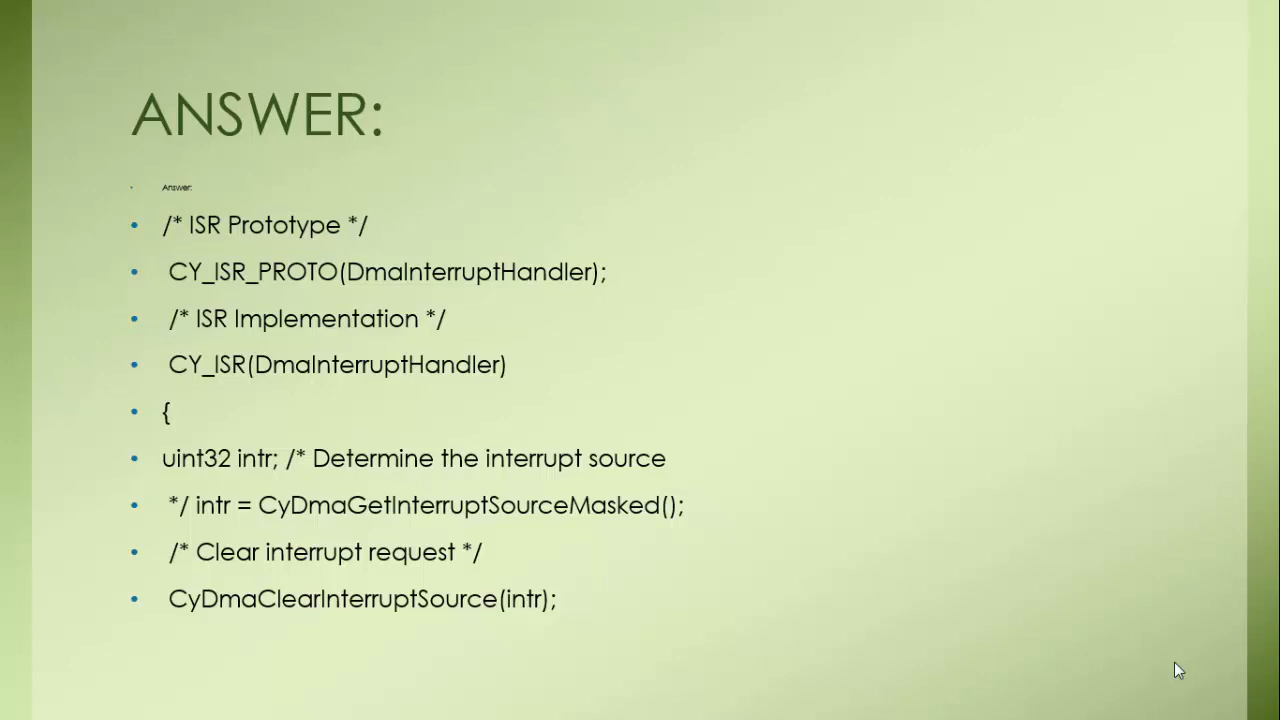 ANSWER:
Answer:
/* ISR Prototype */
CY_ISR_PROTO(DmaInterruptHandler);
/* ISR Implementation */
CY_ISR(DmaInterruptHandler)
{
uint32 intr; /* Determine the interrupt source
*/ intr = CyDmaGetInterruptSourceMasked();
/* Clear interrupt request */
CyDmaClearInterruptSource(intr);